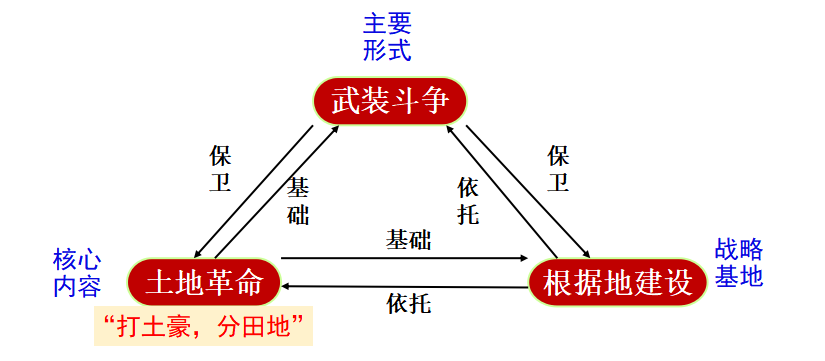 主要
形式
武装斗争
保
卫
基
础
依
托
保
卫
核心
内容
土地革命
基础
依托
根据地建设
战略
基地
“打土豪，分田地”